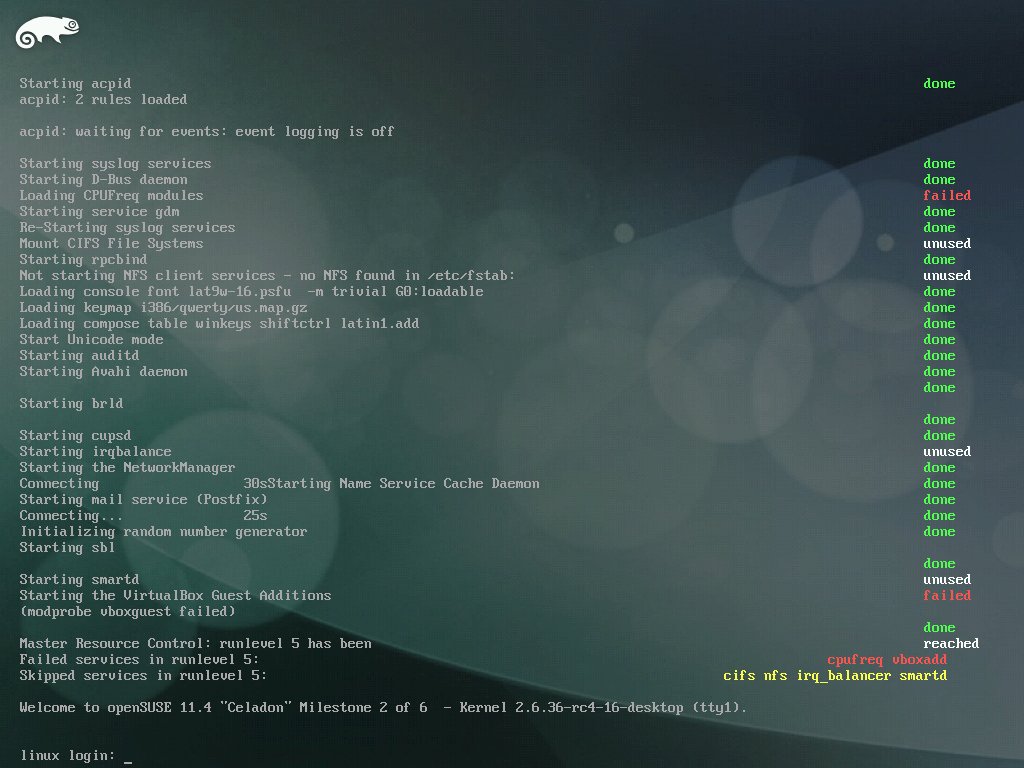 Starting acpid done
acpid: 2 rules loaded
acpid: waiting for events: event logging is off
Starting syslog services done
Starting D-Bus daemon done
Loading CPUFreq modules failed
Starting service gdm done
Re-Starting syslog services done
Mount CIFS File Systems unused
Starting rpcbind done
Not starting NFS client services - no NFS found in /etc/fstab: unused
Loading console font lat9w-16.psfu -m trivial G0:loadable done
Loading keymap i386/qwerty/us.map.gz done
Loading compose table winkeys shiftctrl latin1.add done
Start Unicode mode done
Starting auditd done
Starting Avahi daemon done
done
Starting brld
done
Starting cupsd done
Starting irqbalance unused
Starting the NetworkManager done
Connecting 30sStarting Name Service Cache Daemon done
Starting mail service (Postfix) done
Connecting... 25s done
Initializing random number generator done
Starting sbl
done
Starting smartd unused
Starting the VirtualBox Guest Additions failed
(modprobe vboxguest failed)
done
Master Resource Control: runlevel 5 has been reached
Failed services in runlevel 5: cpufreq vboxadd
Skipped services in runlevel 5: cifs nfs irq_balancer smartd
Welcome to openSUSE 11.4 "Celadon" Milestone 2 of 6 - Kernel 2.6.36-rc4-16-desktop (tty1).
linux login: _